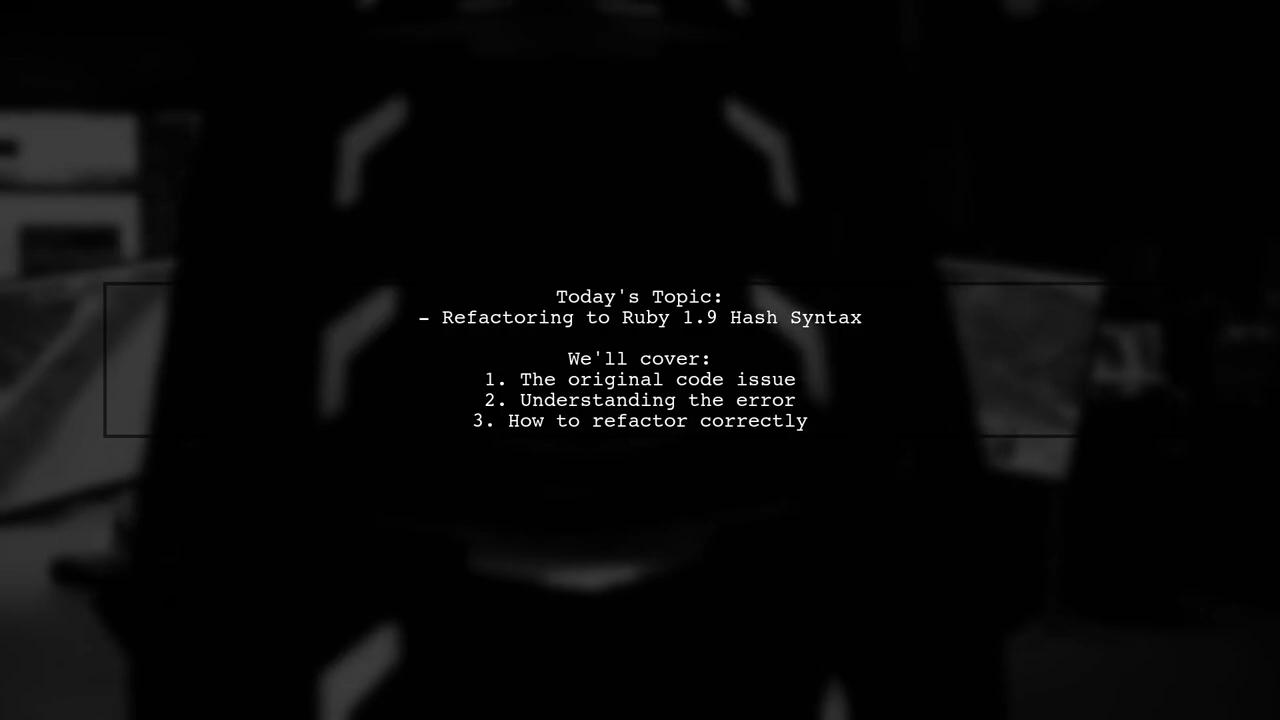 Today's Topic:
- Refactoring to Ruby 1.9 Hash Syntax
We'll cover:
1. The original code issue
2. Understanding the error
3. How to refactor correctly